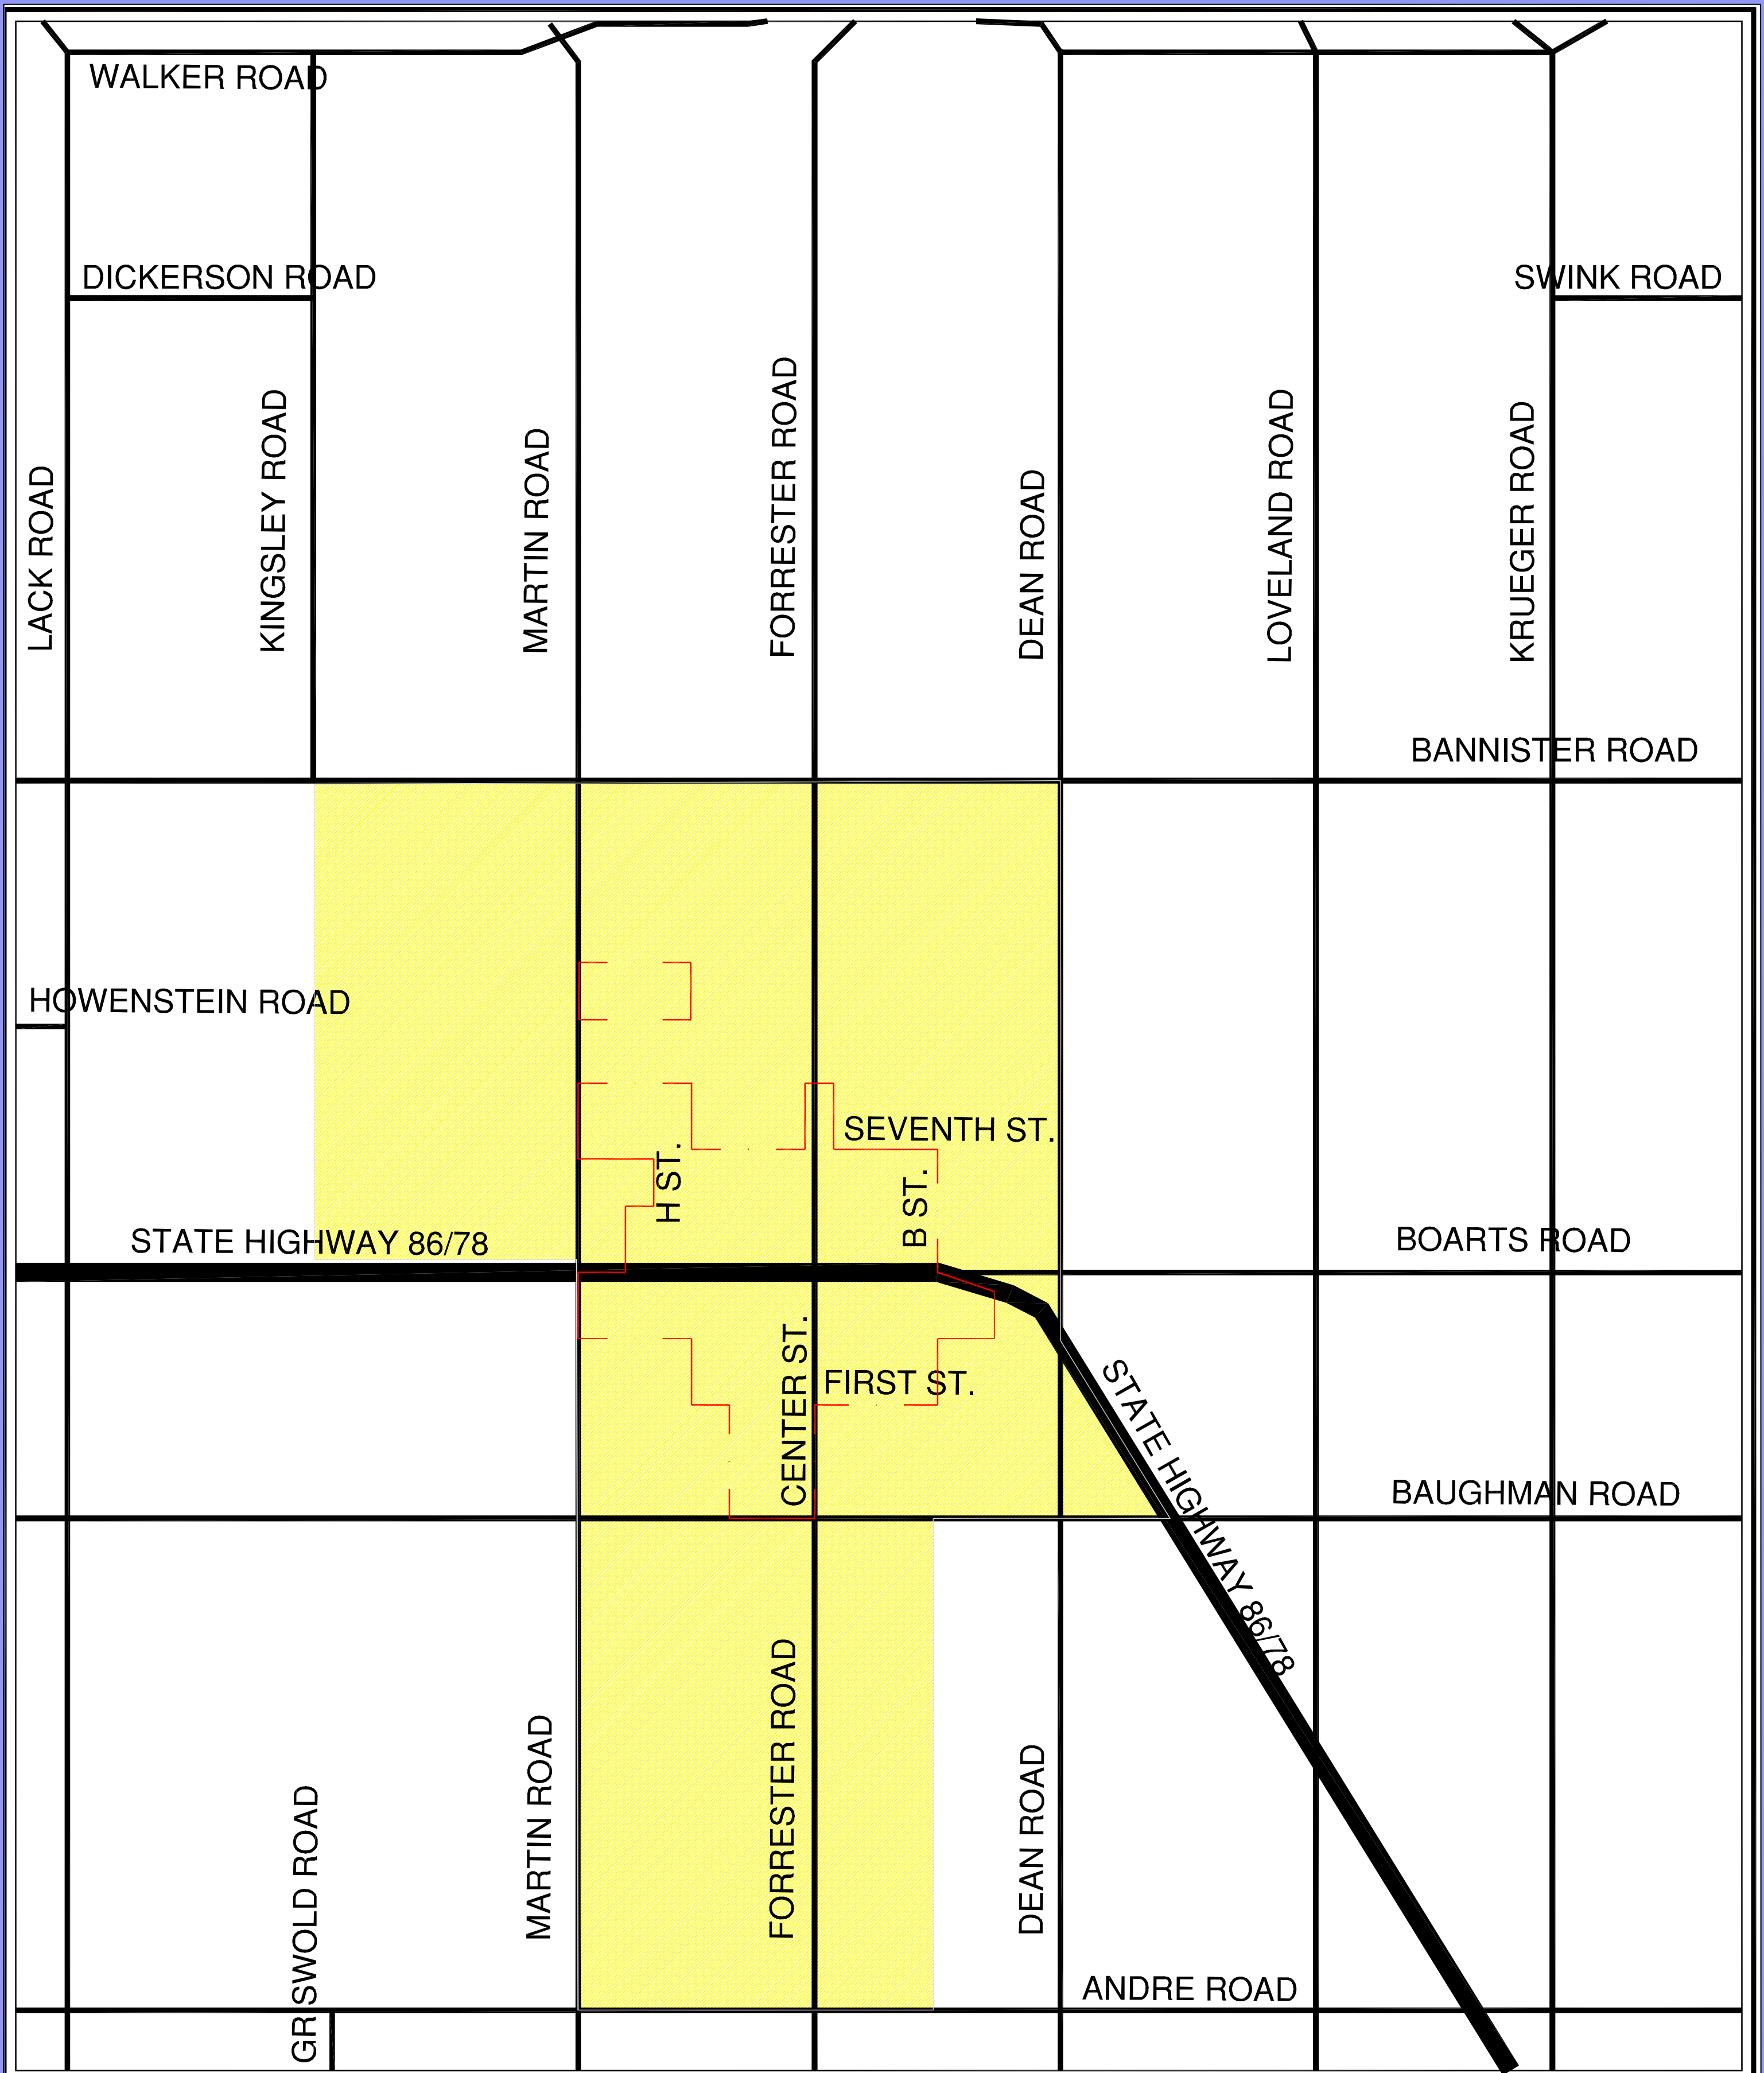 WALKER ROAD
DICKERSON ROAD
SWINK ROAD
LACK ROAD
KINGSLEY ROAD
MARTIN ROAD
FORRESTER ROAD
DEAN ROAD
LOVELAND ROAD
KRUEGER ROAD
BANNISTER ROAD
HOWENSTEIN ROAD
SEVENTH ST.
H ST.
B ST.
STATE HIGHWAY 86/78
BOARTS ROAD
CENTER ST.
FIRST ST.
STATE HIGHWAY 86/78
BAUGHMAN ROAD
GRISWOLD ROAD
MARTIN ROAD
FORRESTER ROAD
DEAN ROAD
ANDRE ROAD